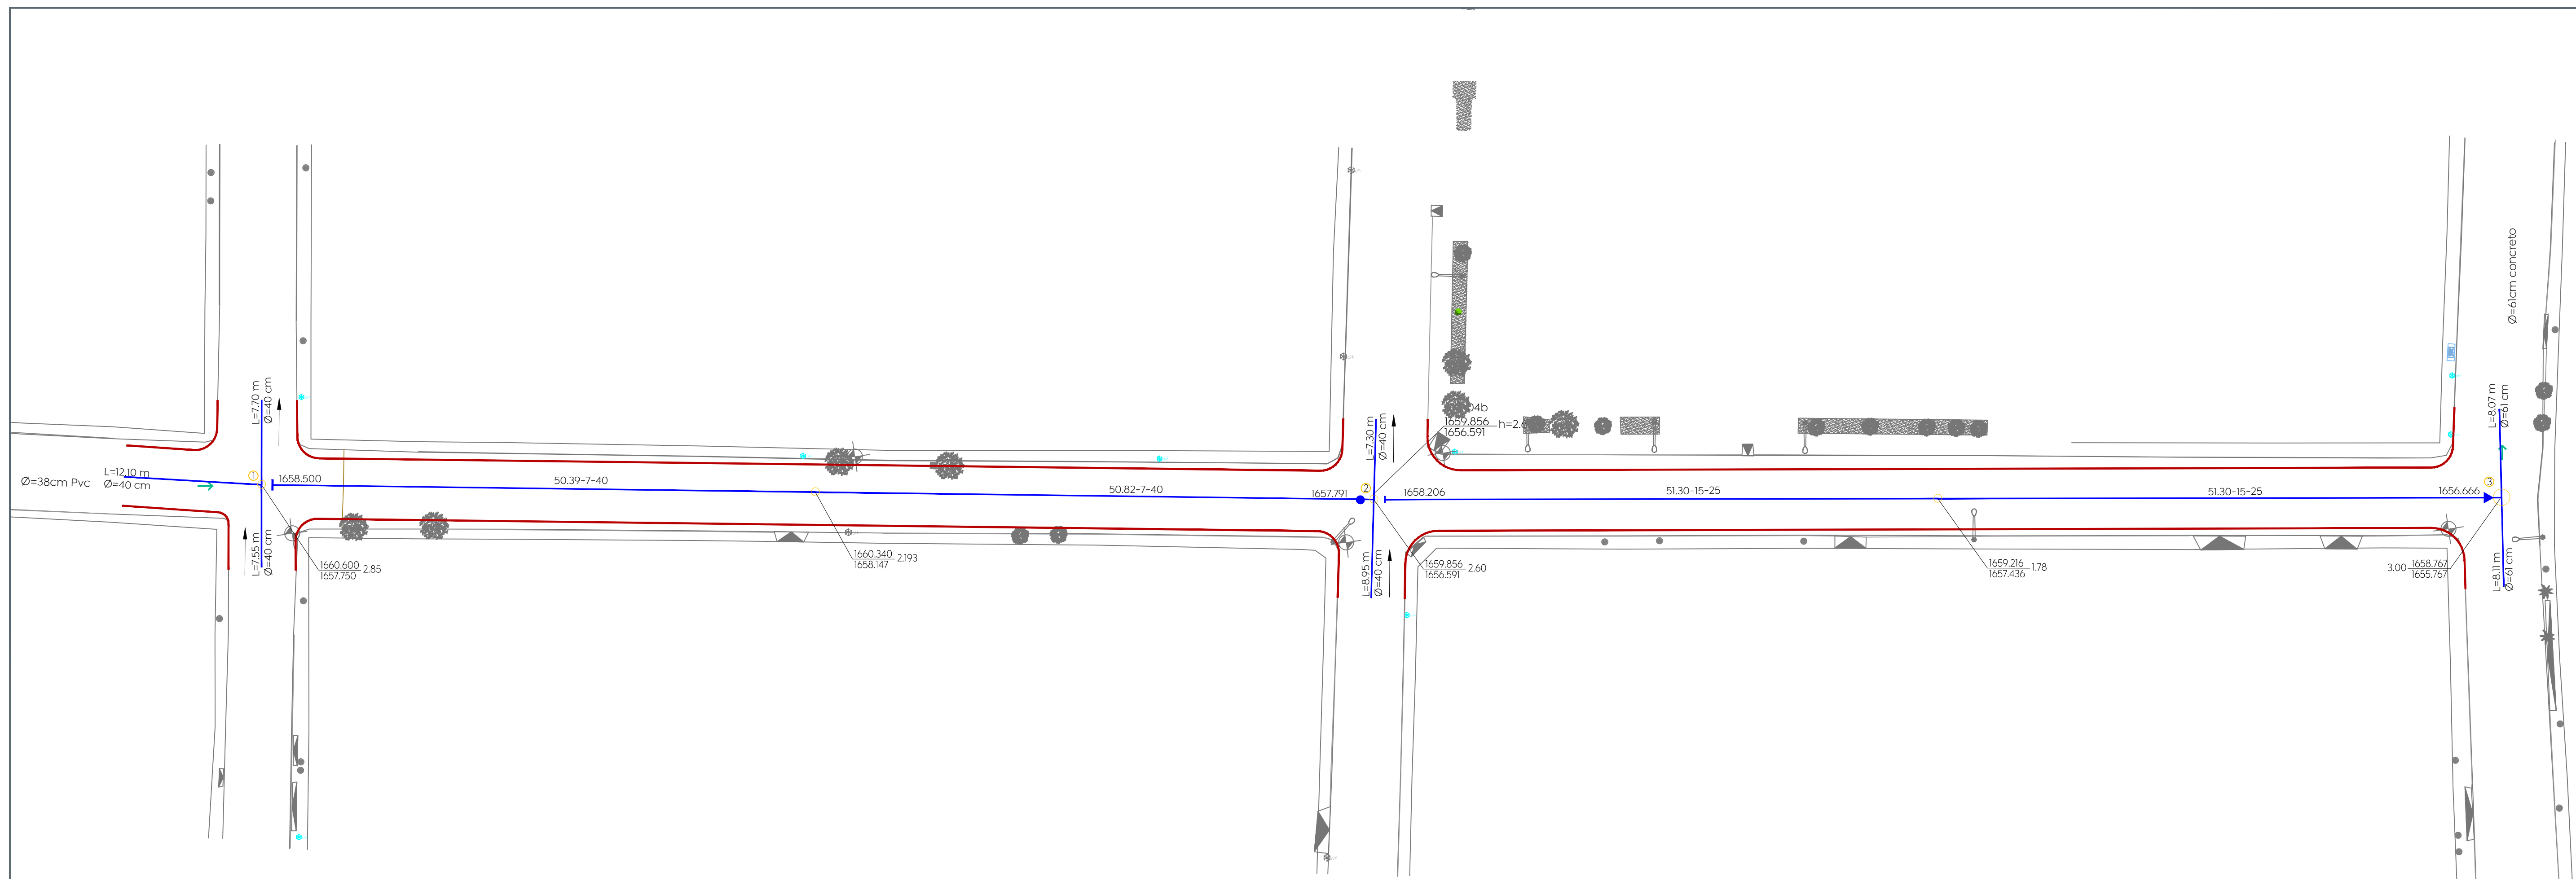 Ø=61cm concreto
L=7.70 m
Ø=40 cm
L=7.30 m
Ø=40 cm
04b
1659.856
1656.591
L=8.07 m
Ø=61 cm
Ø=38cm Pvc
L=12.10 m
Ø=40 cm
1
1658.500
50.39-7-40
50.82-7-40
1657.791
2
1658.206
51.30-15-25
51.30-15-25
1656.666
3
L=7.55 m
Ø=40 cm
1660.600
1657.750
2.85
1660.340
1658.147
2.193
L=8.95 m
Ø=40 cm
1659.856
1656.591
2.60
1659.216
1657.436
1.78
3.00
1658.767
1655.767
L=8.11 m
Ø=61 cm